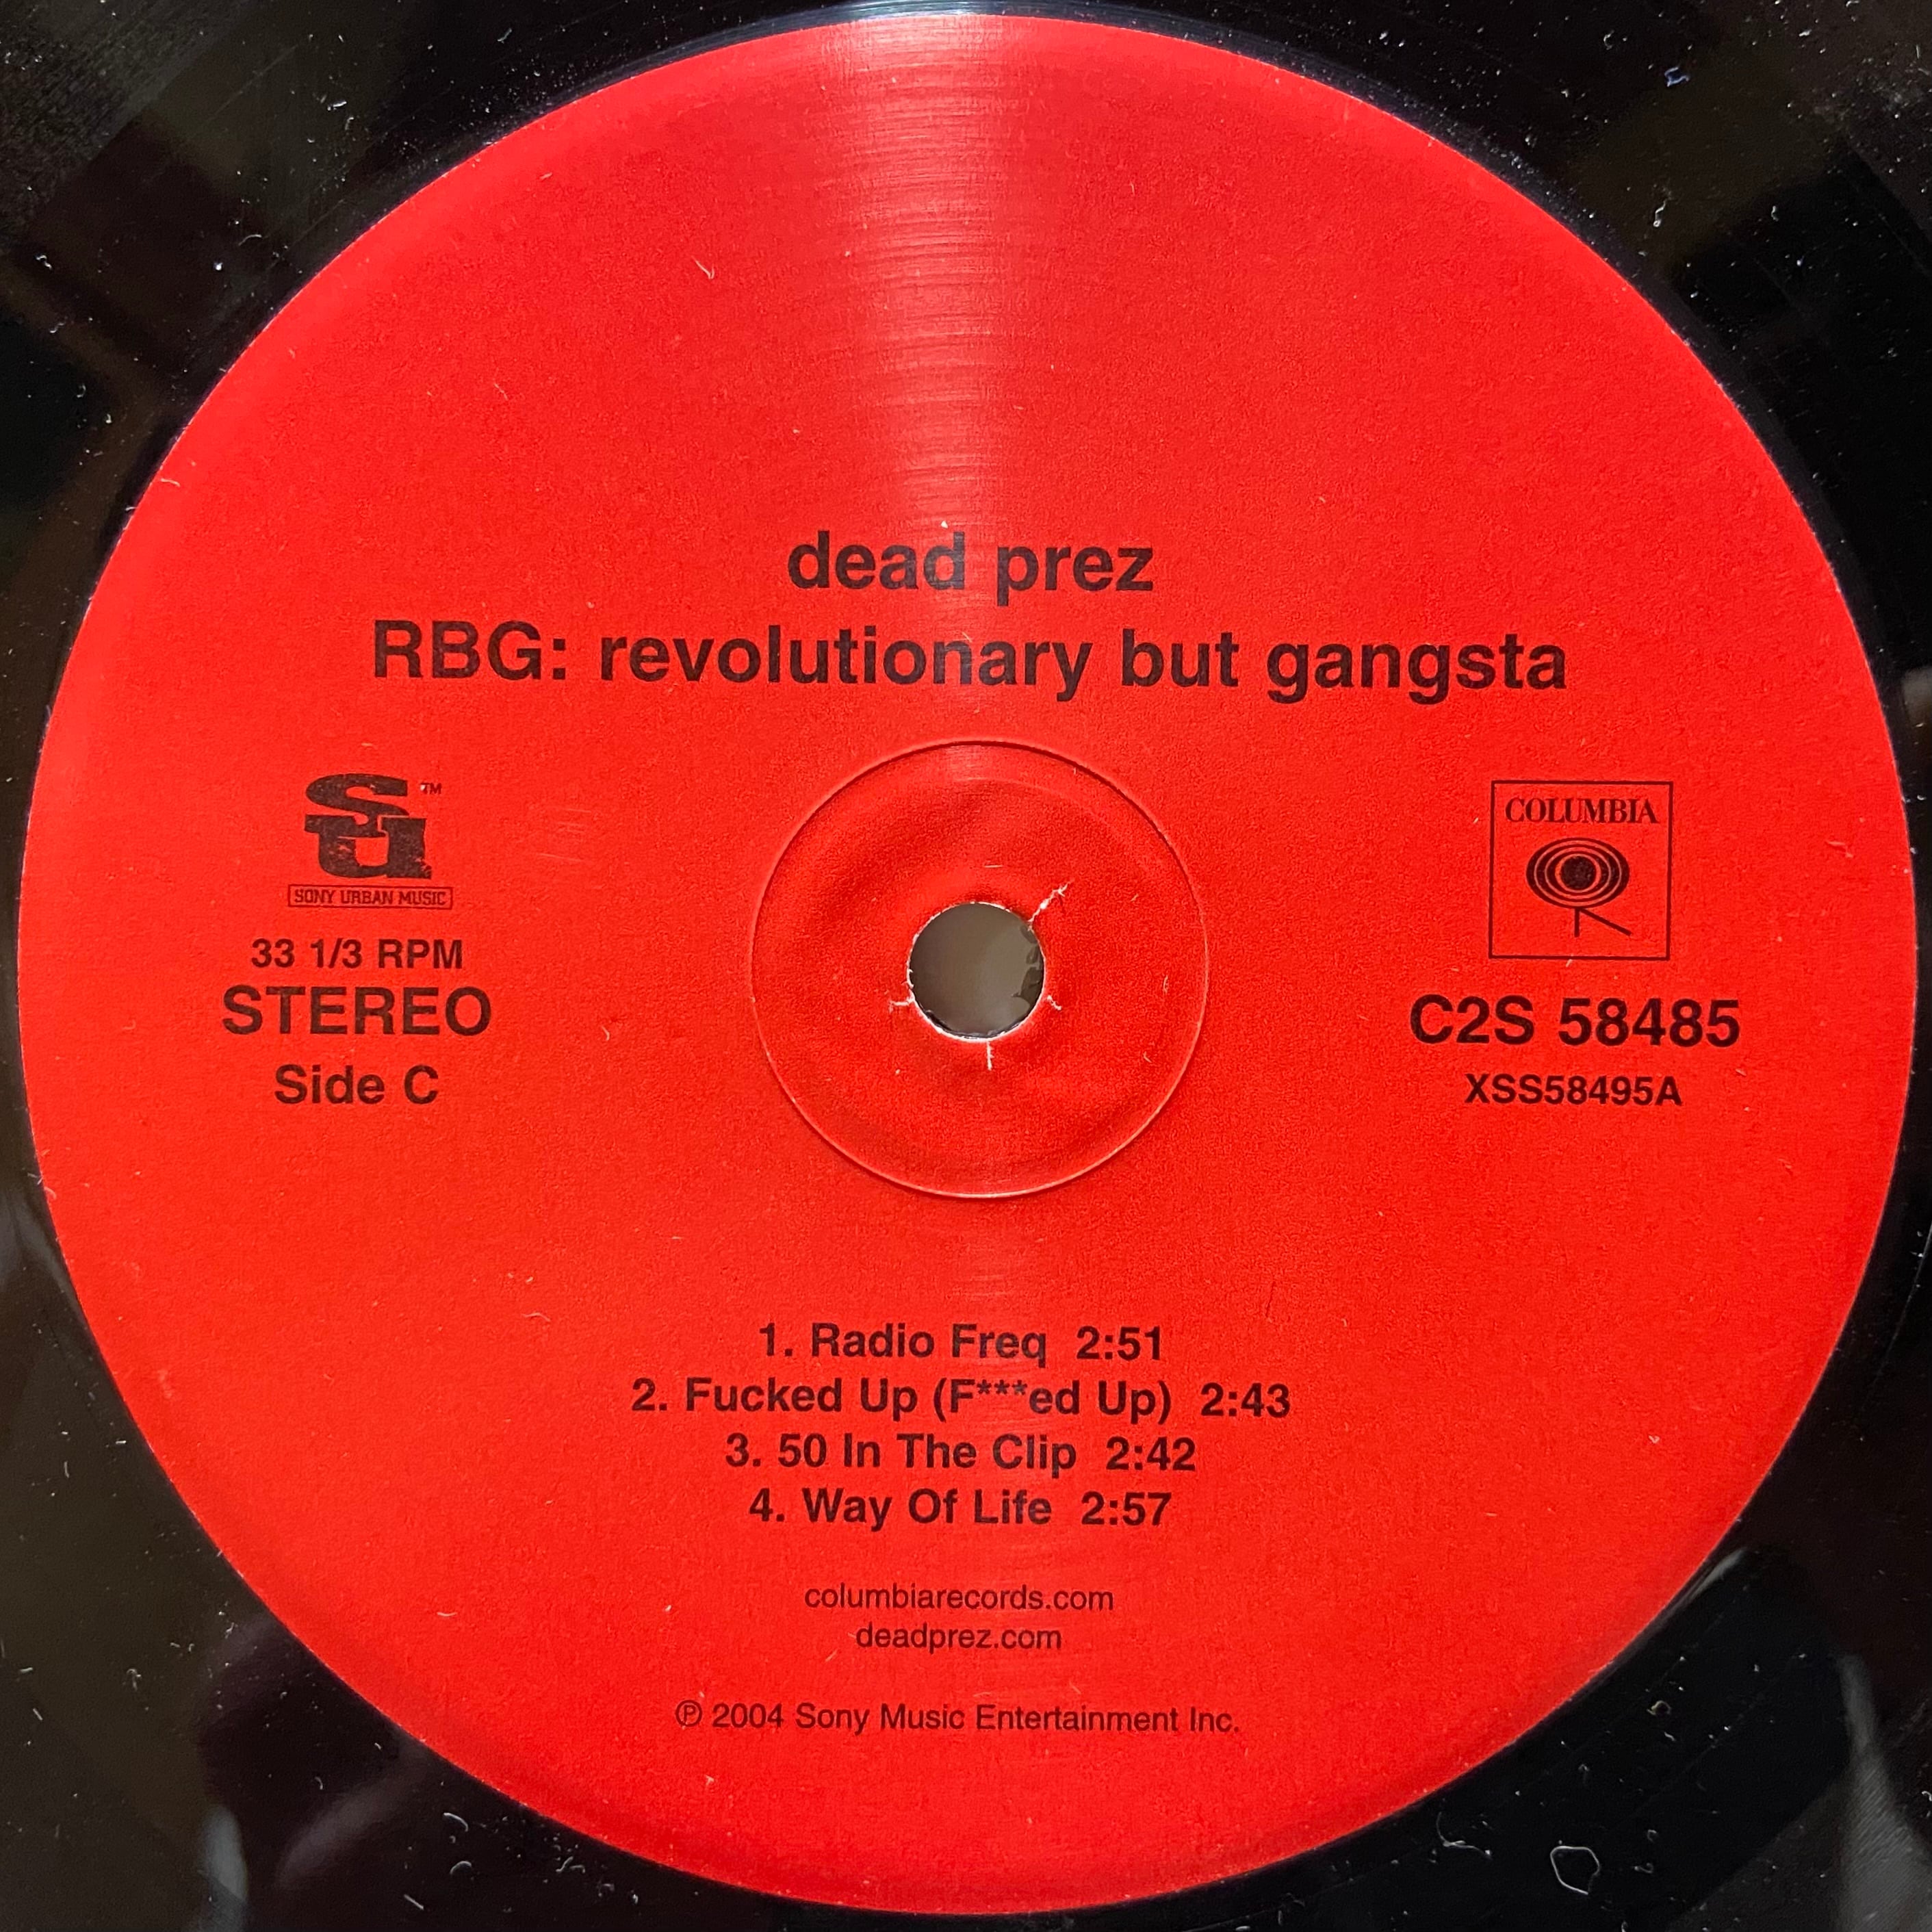 dead prez
RBG: revolutionary but gangsta
SU™
SONY URBAN MUSIC
33 1/3 RPM
STEREO
Side C
COLUMBIA
C2S 58485
XSS58495A
1. Radio Freq 2:51
2. Fucked Up (F***ed Up) 2:43
3. 50 In The Clip 2:42
4. Way Of Life 2:57
columbiarecords.com
deadprez.com
℗ 2004 Sony Music Entertainment Inc.